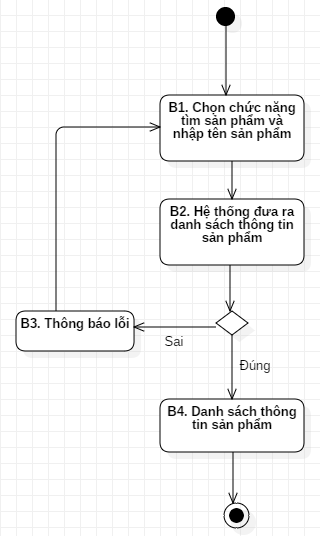 B1. Chọn chức năng
tìm sản phẩm và
nhập tên sản phẩm
B2. Hệ thống đưa ra
danh sách thông tin
sản phẩm
B3. Thông báo lỗi
Sai
Đúng
B4. Danh sách thông
tin sản phẩm